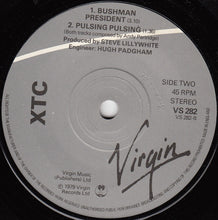 1. BUSHMAN
PRESIDENT (3.10)
2. PULSING PULSING (1.36)
(Both tracks composed by Andy Partridge)
Produced by STEVE LILLYWHITE
Engineer: HUGH PADGHAM
SIDE TWO
45 RPM
STEREO
VS 282
VS 282-B
XTC
Virgin Music
(Publishers) Ltd
℗ 1979 Virgin
Records Ltd
Virgin